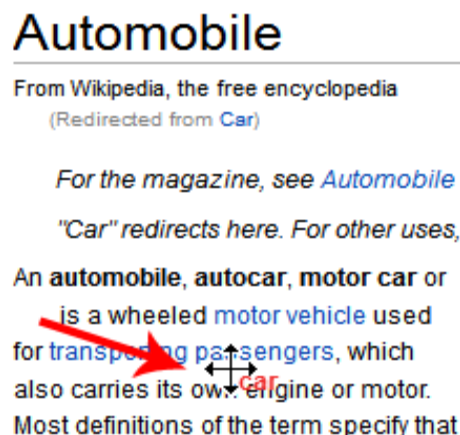 Automobile
From Wikipedia, the free encyclopedia
(Redirected from Car)
For the magazine, see Automobile
"Car" redirects here. For other uses,
An automobile, autocar, motor car or
is a wheeled motor vehicle used
for transporting passengers, which
also carries its own engine or motor.
car
Most definitions of the term specify that